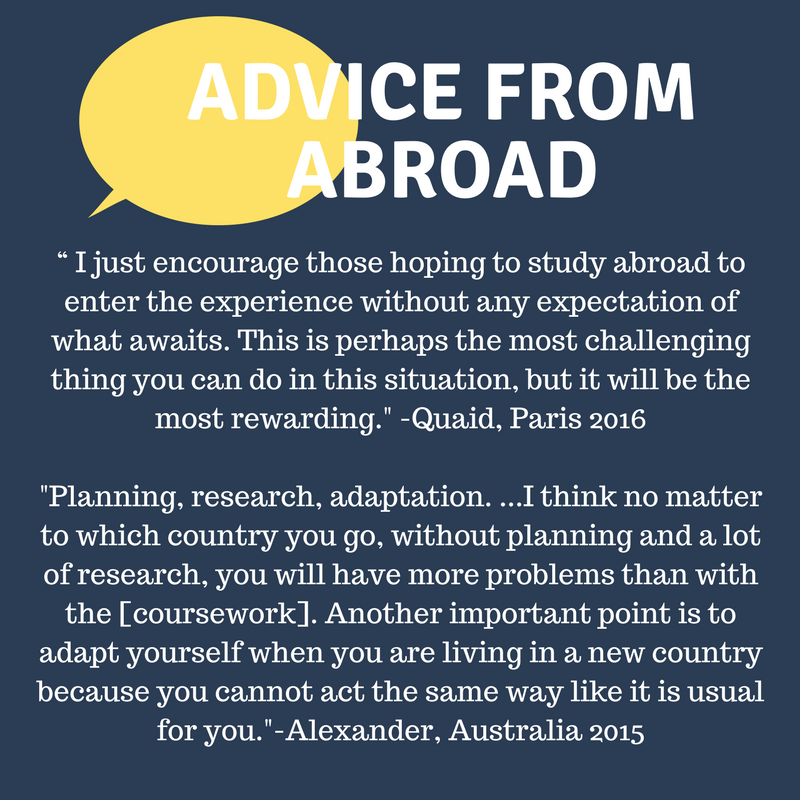 ADVICE FROM
ABROAD
“ I just encourage those hoping to study abroad to
enter the experience without any expectation of
what awaits. This is perhaps the most challenging
thing you can do in this situation, but it will be the
most rewarding." -Quaid, Paris 2016
"Planning, research, adaptation. ...I think no matter
to which country you go, without planning and a lot
of research, you will have more problems than with
the [coursework]. Another important point is to
adapt yourself when you are living in a new country
because you cannot act the same way like it is usual
for you."-Alexander, Australia 2015